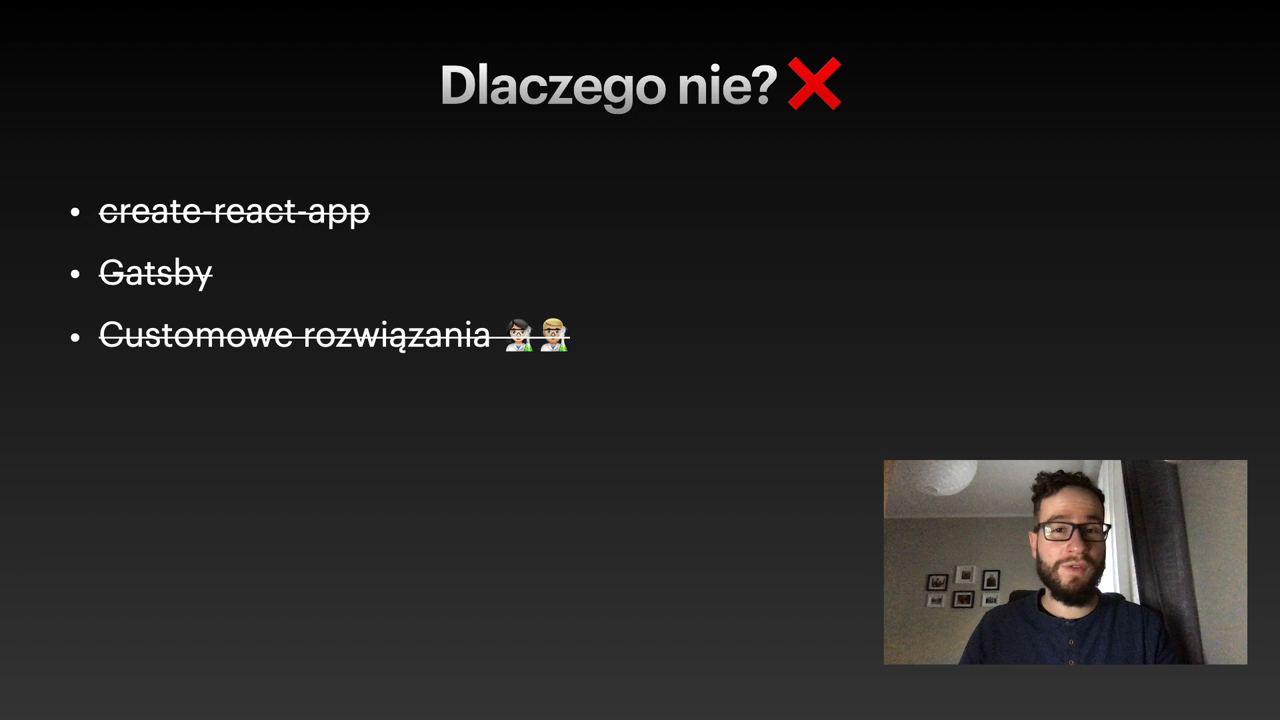 Dlaczego nie? ❌
• create-react-app
• Gatsby
• Customowe rozwiązania 👩🏻‍🔬👨🏼‍🔬